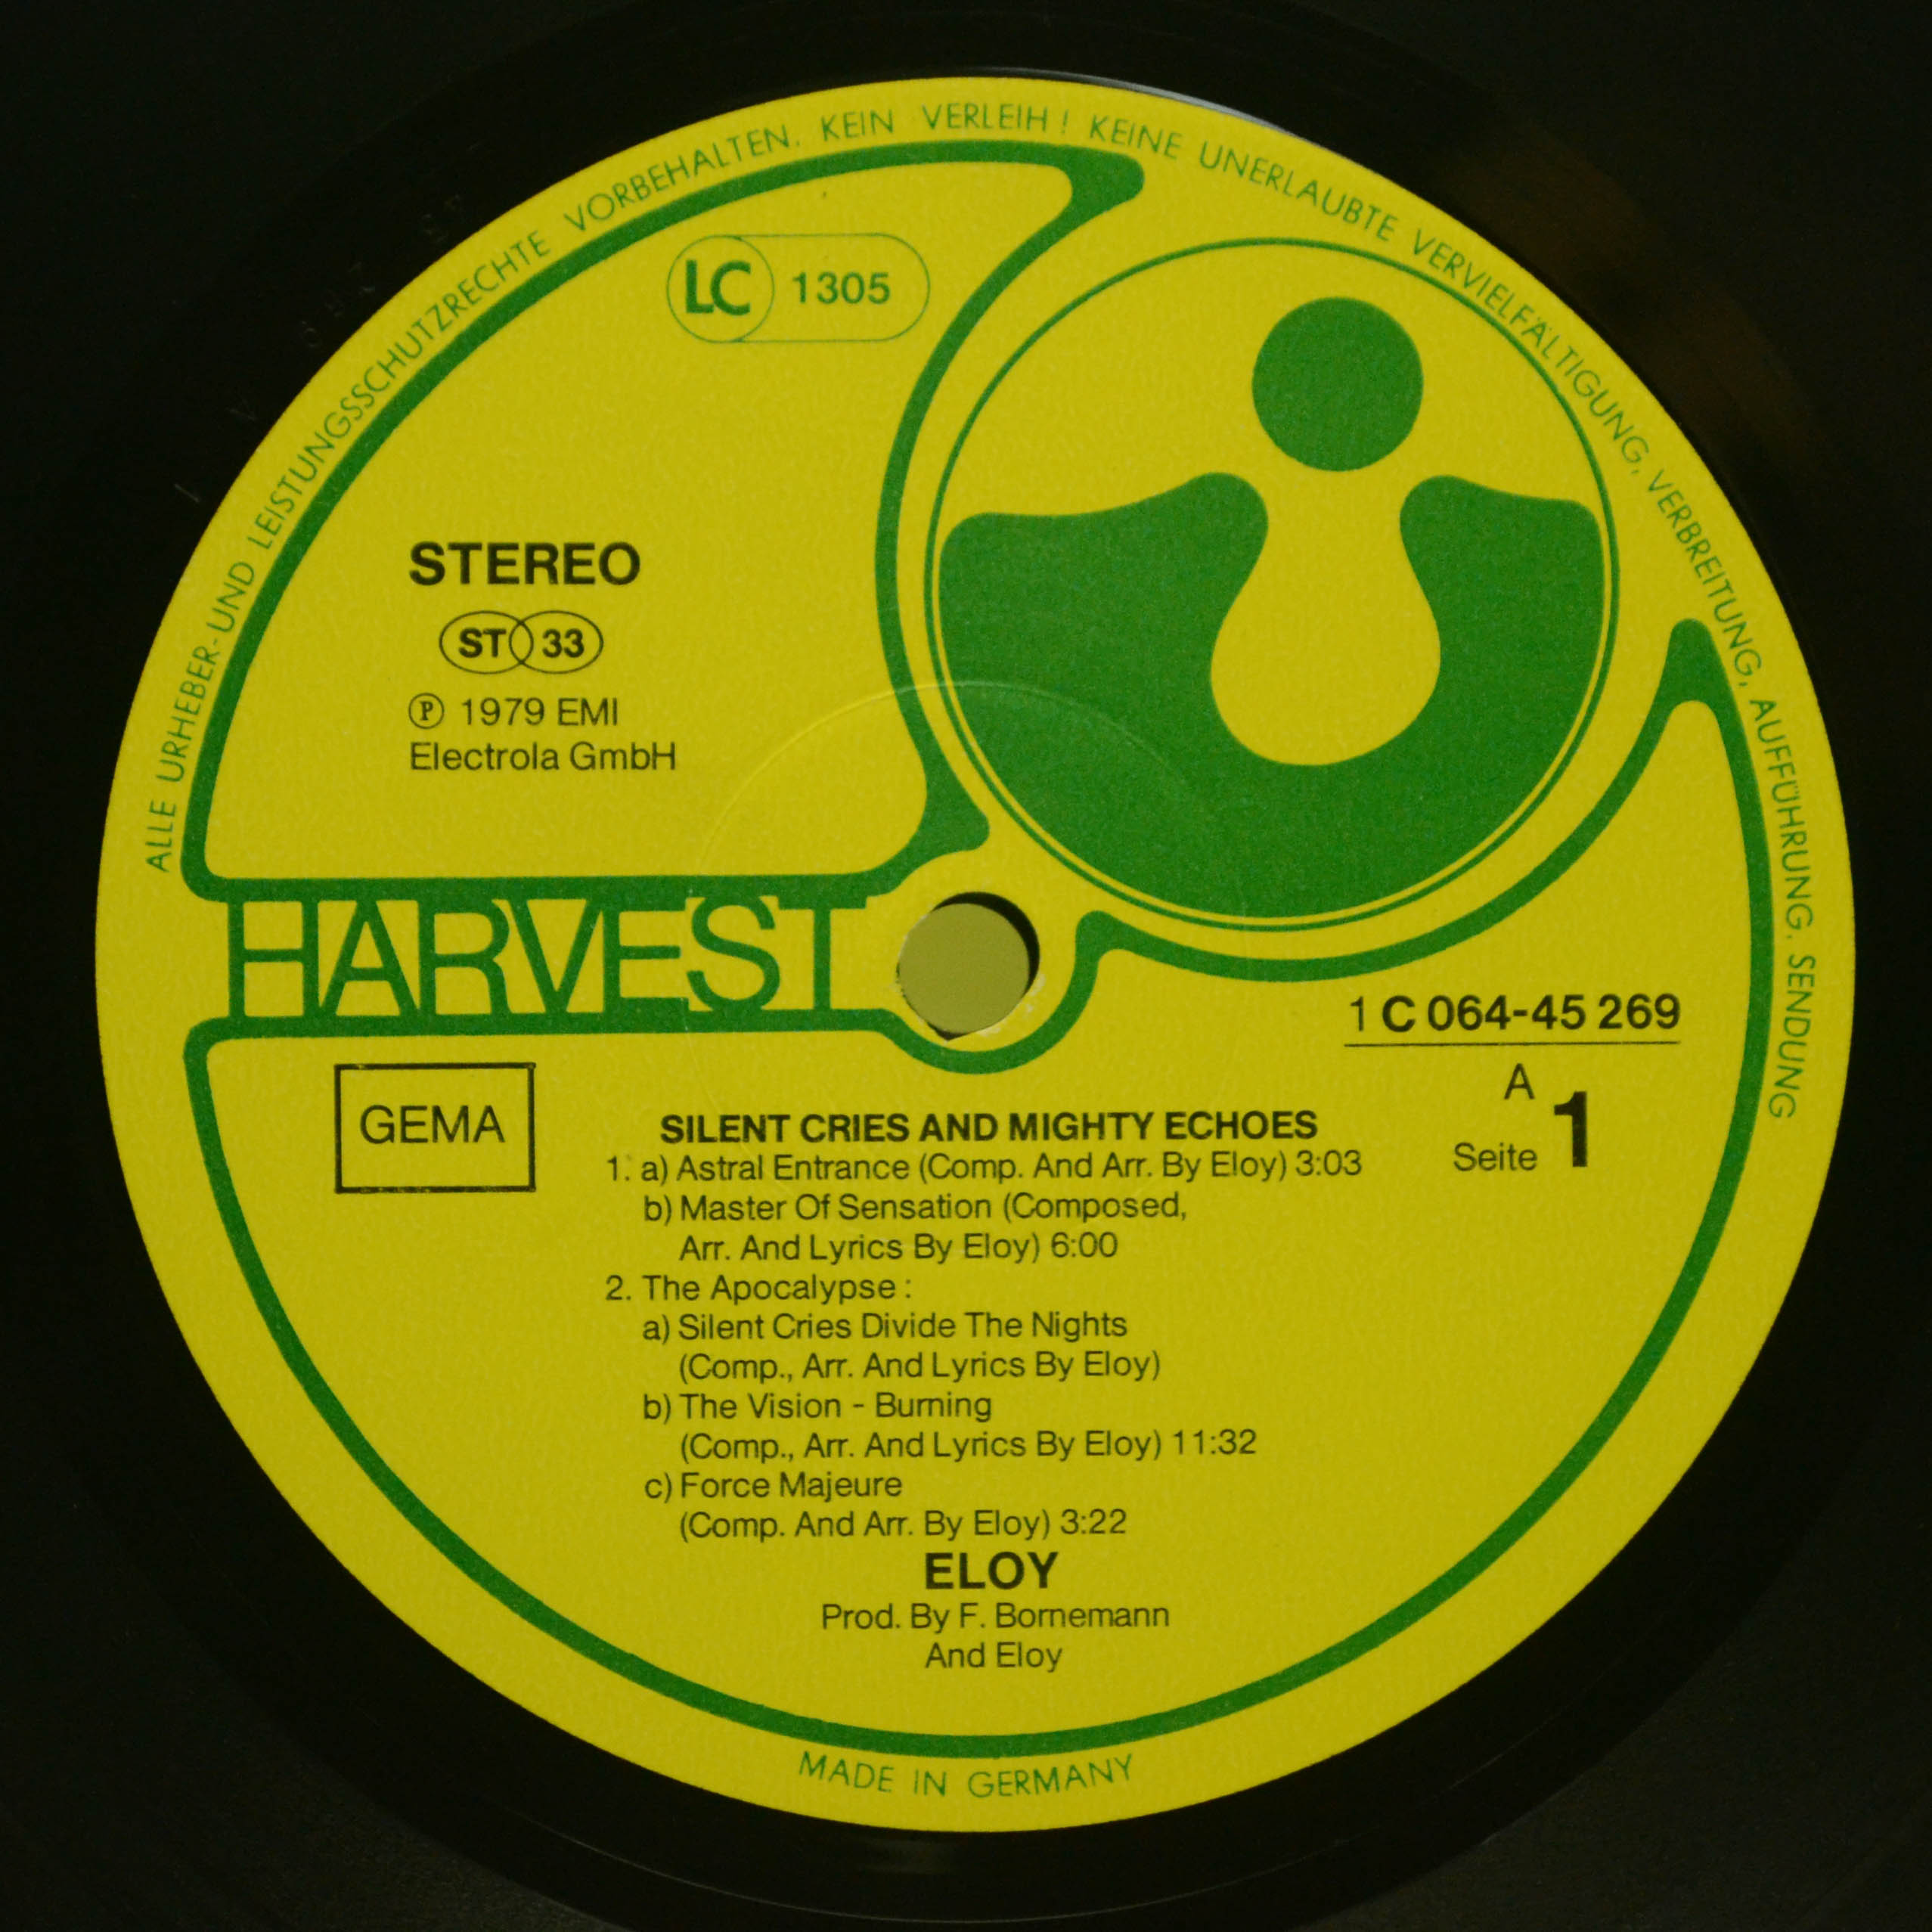 ALLE URHEBER- UND LEISTUNGSSCHUTZRECHTE VORBEHALTEN. KEIN VERLEIH! KEINE UNERLAUBTE VERVIELFÄLTIGUNG, VERBREITUNG, AUFFÜHRUNG, SENDUNG
LC 1305
STEREO
ST 33
Ⓟ 1979 EMI
Electrola GmbH
HARVEST
1 C 064-45 269
A
Seite 1
GEMA
SILENT CRIES AND MIGHTY ECHOES
1. a) Astral Entrance (Comp. And Arr. By Eloy) 3:03
b) Master Of Sensation (Composed,
Arr. And Lyrics By Eloy) 6:00
2. The Apocalypse :
a) Silent Cries Divide The Nights
(Comp., Arr. And Lyrics By Eloy)
b) The Vision - Burning
(Comp., Arr. And Lyrics By Eloy) 11:32
c) Force Majeure
(Comp. And Arr. By Eloy) 3:22
ELOY
Prod. By F. Bornemann
And Eloy
MADE IN GERMANY